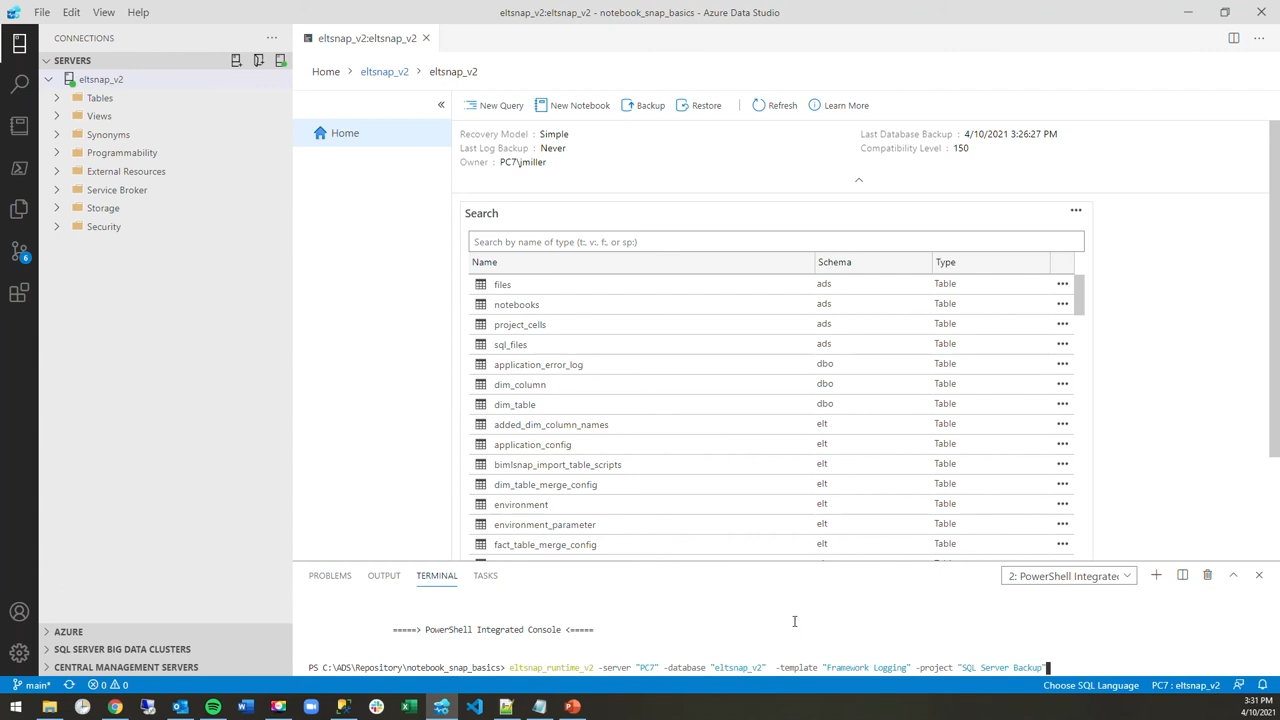 File Edit View Help
eltsnap_v2:eltsnap_v2 - notebook_snap_basics - Azure Data Studio
CONNECTIONS
SERVERS
eltsnap_v2
Tables
Views
Synonyms
Programmability
External Resources
Service Broker
Storage
Security
AZURE
SQL SERVER BIG DATA CLUSTERS
CENTRAL MANAGEMENT SERVERS
6
eltsnap_v2:eltsnap_v2
Home > eltsnap_v2 > eltsnap_v2
Home
New Query New Notebook Backup Restore Refresh Learn More
Recovery Model : Simple Last Database Backup : 4/10/2021 3:26:27 PM
Last Log Backup : Never Compatibility Level : 150
Owner : PC7\jmiller
Search
Search by name of type (t:, v:, f:, or sp:)
Name Schema Type
files ads Table
notebooks ads Table
project_cells ads Table
sql_files ads Table
application_error_log dbo Table
dim_column dbo Table
dim_table dbo Table
added_dim_column_names elt Table
application_config elt Table
bimlsnap_import_table_scripts elt Table
dim_table_merge_config elt Table
environment elt Table
environment_parameter elt Table
fact_table_merge_config elt Table
PROBLEMS OUTPUT TERMINAL TASKS 2: PowerShell Integrated
=====> PowerShell Integrated Console <=====
PS C:\ADS\Repository\notebook_snap_basics> eltsnap_runtime_v2 -server "PC7" -database "eltsnap_v2" -template "Framework Logging" -project "SQL Server Backup"
main* 0 0 Choose SQL Language PC7 : eltsnap_v2
3:31 PM
4/10/2021